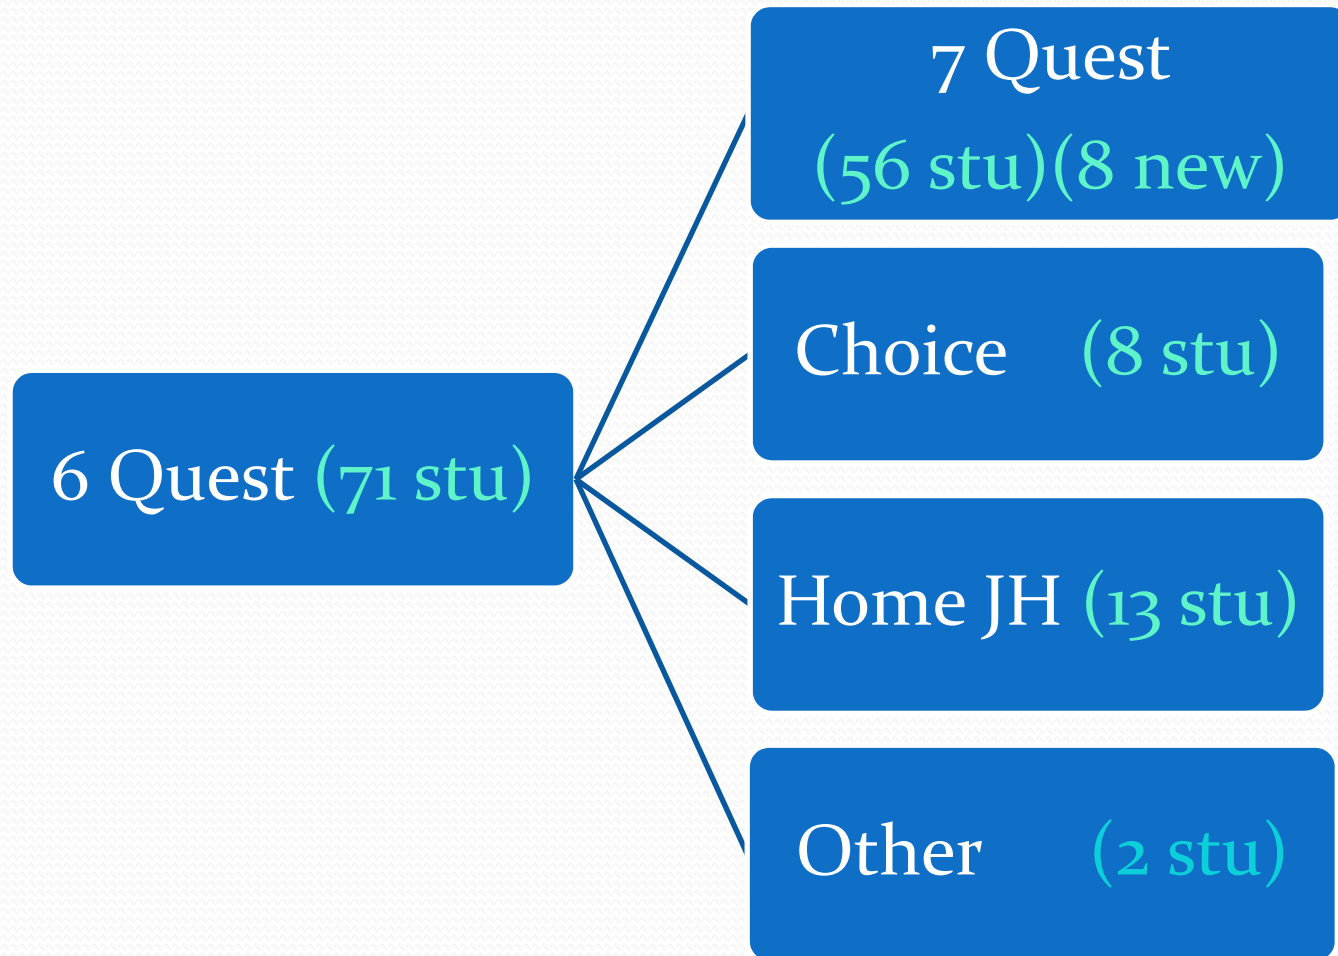 6 Quest (71 stu)
7 Quest
(56 stu)(8 new)
Choice (8 stu)
Home JH (13 stu)
Other (2 stu)